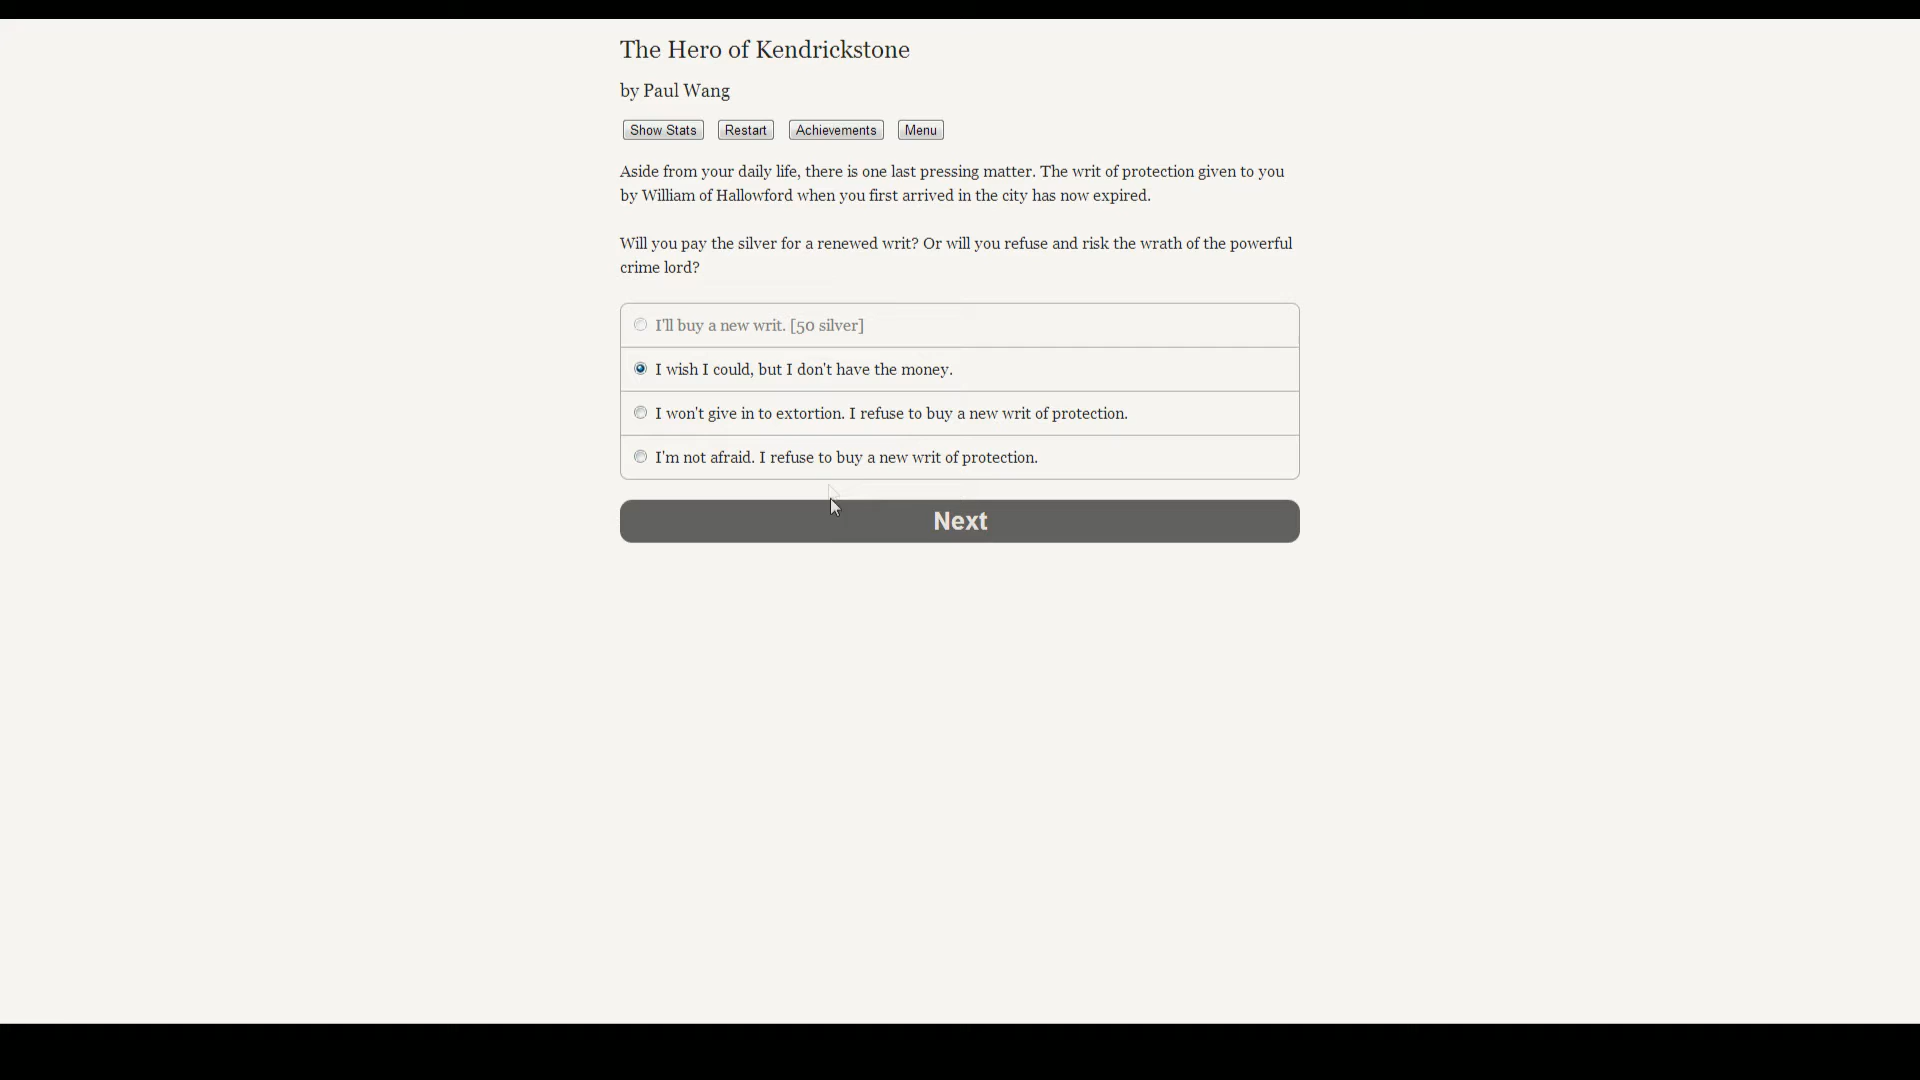 The Hero of Kendrickstone
by Paul Wang
Show Stats Restart Achievements Menu
Aside from your daily life, there is one last pressing matter. The writ of protection given to you
by William of Hallowford when you first arrived in the city has now expired.
Will you pay the silver for a renewed writ? Or will you refuse and risk the wrath of the powerful
crime lord?
I'll buy a new writ. [50 silver]
I wish I could, but I don't have the money.
I won't give in to extortion. I refuse to buy a new writ of protection.
I'm not afraid. I refuse to buy a new writ of protection.
Next